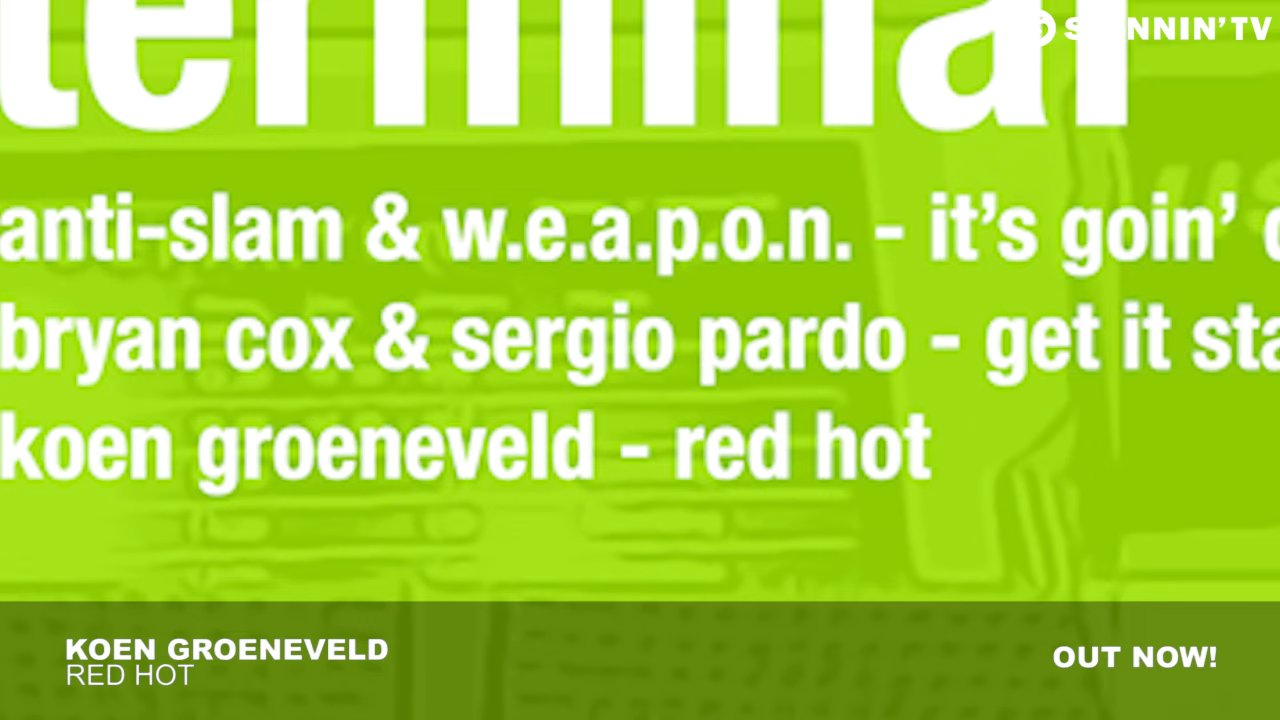 terminal
SPINNIN' TV
anti-slam & w.e.a.p.o.n. - it's goin'
bryan cox & sergio pardo - get it
koen groeneveld - red hot
KOEN GROENEVELD
RED HOT
OUT NOW!